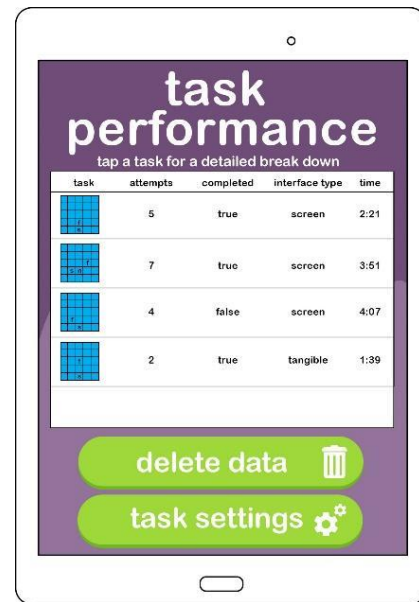 task
performance
tap a task for a detailed break down
task attempts completed interface type time
5 true screen 2:21
7 true screen 3:51
4 false screen 4:07
2 true tangible 1:39
delete data
task settings